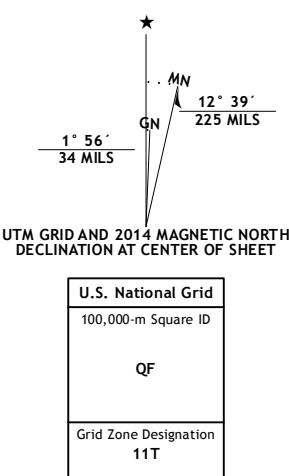 MN
GN
12° 39´
225 MILS
1° 56´
34 MILS
UTM GRID AND 2014 MAGNETIC NORTH
DECLINATION AT CENTER OF SHEET
U.S. National Grid
100,000-m Square ID
QF
Grid Zone Designation
11T